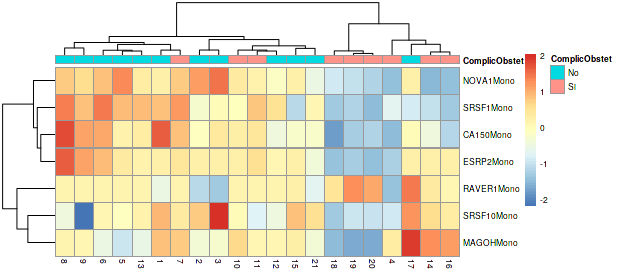 ComplicObstet
NOVA1Mono
SRSF1Mono
CA150Mono
ESRP2Mono
RAVER1Mono
SRSF10Mono
MAGOHMono
8 9 6 5 13 1 7 2 3 10 11 12 15 21 18 19 20 4 17 14 16
2
1
0
-1
-2
ComplicObstet
No
SI